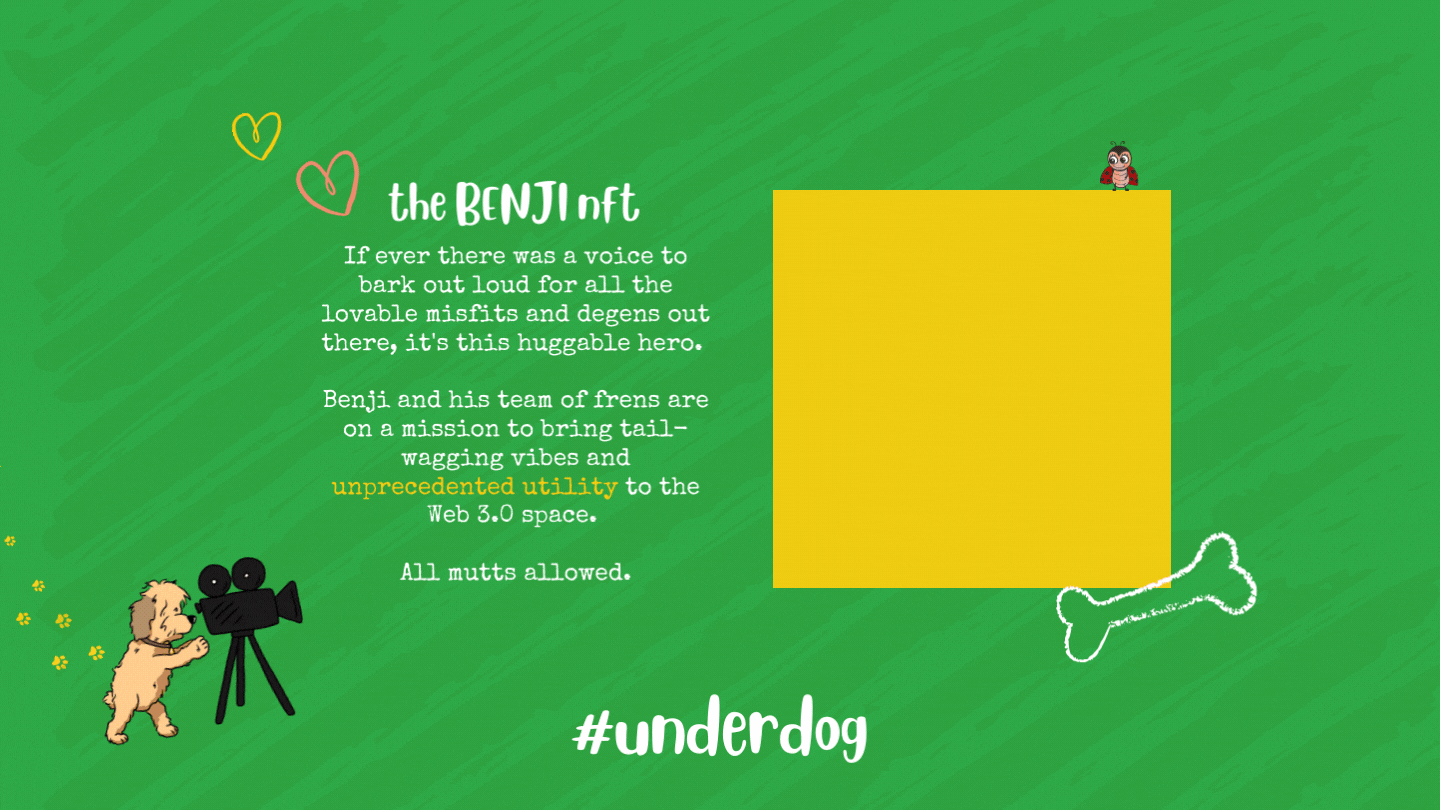 the BENJI nft
If ever there was a voice to
bark out loud for all the
lovable misfits and degens out
there, it's this huggable hero.
Benji and his team of frens are
on a mission to bring tail-
wagging vibes and
unprecedented utility to the
Web 3.0 space.
All mutts allowed.
#underdog